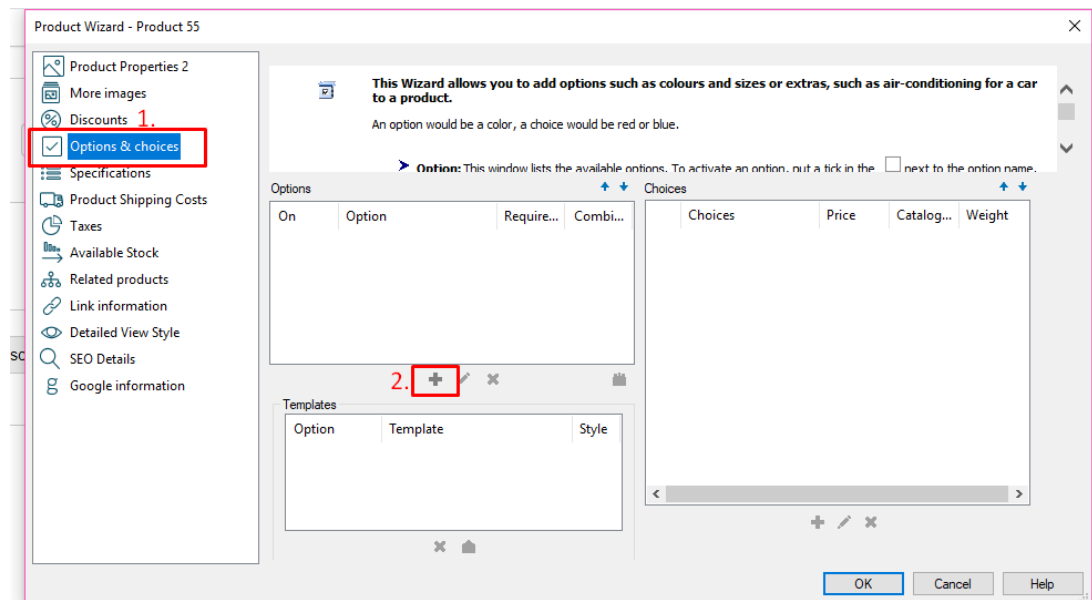 Product Wizard - Product 55
Product Properties 2
More images
Discounts 1.
Options & choices
Specifications
Product Shipping Costs
Taxes
Available Stock
Related products
Link information
Detailed View Style
SEO Details
Google information
This Wizard allows you to add options such as colours and sizes or extras, such as air-conditioning for a car
to a product.
An option would be a color, a choice would be red or blue.
Option: This window lists the available options. To activate an option, put a tick in the next to the option name.
Options
On Option Require... Combi...
2.
Templates
Option Template Style
Choices
Choices Price Catalog... Weight
OK Cancel Help